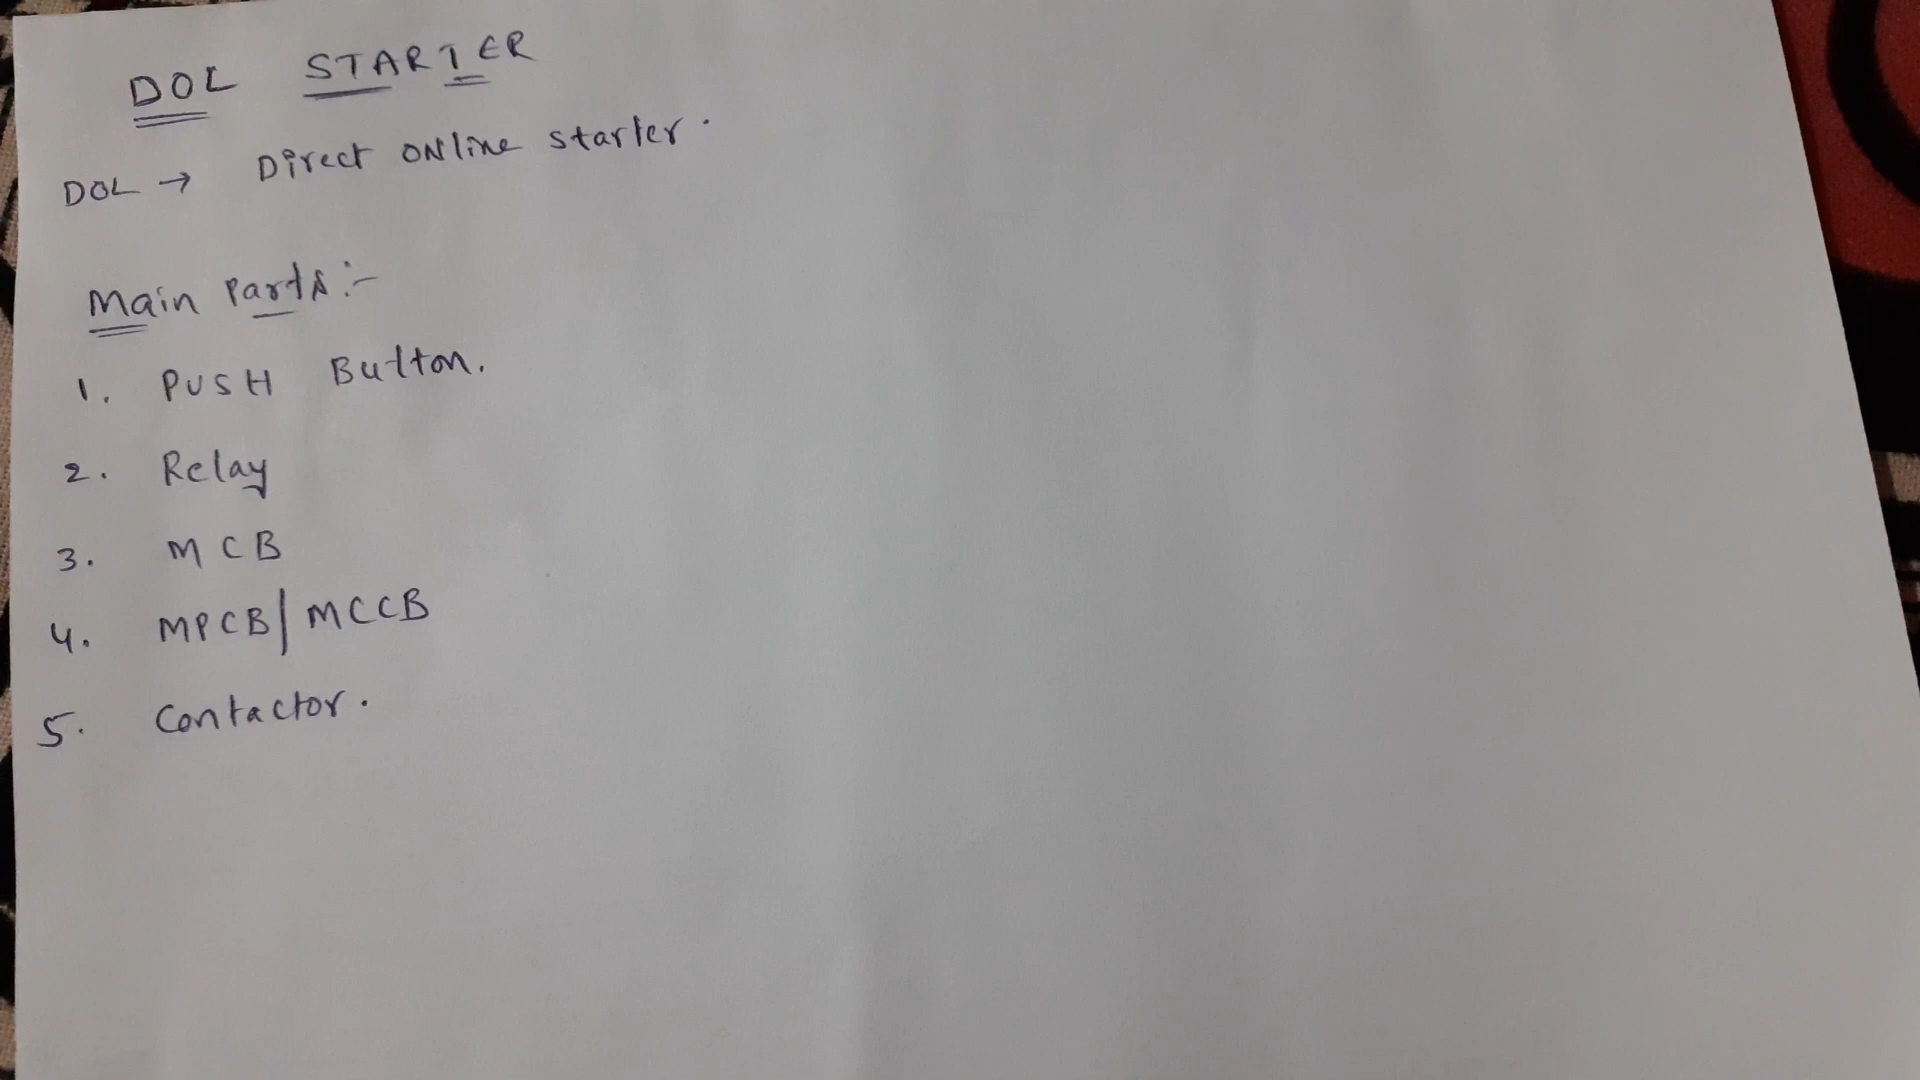 DOL STARTER
DOL → Direct ONline starter.
Main Parts:-
1. PUSH Button.
2. Relay
3. MCB
4. MPCB/MCCB
5. Contactor.